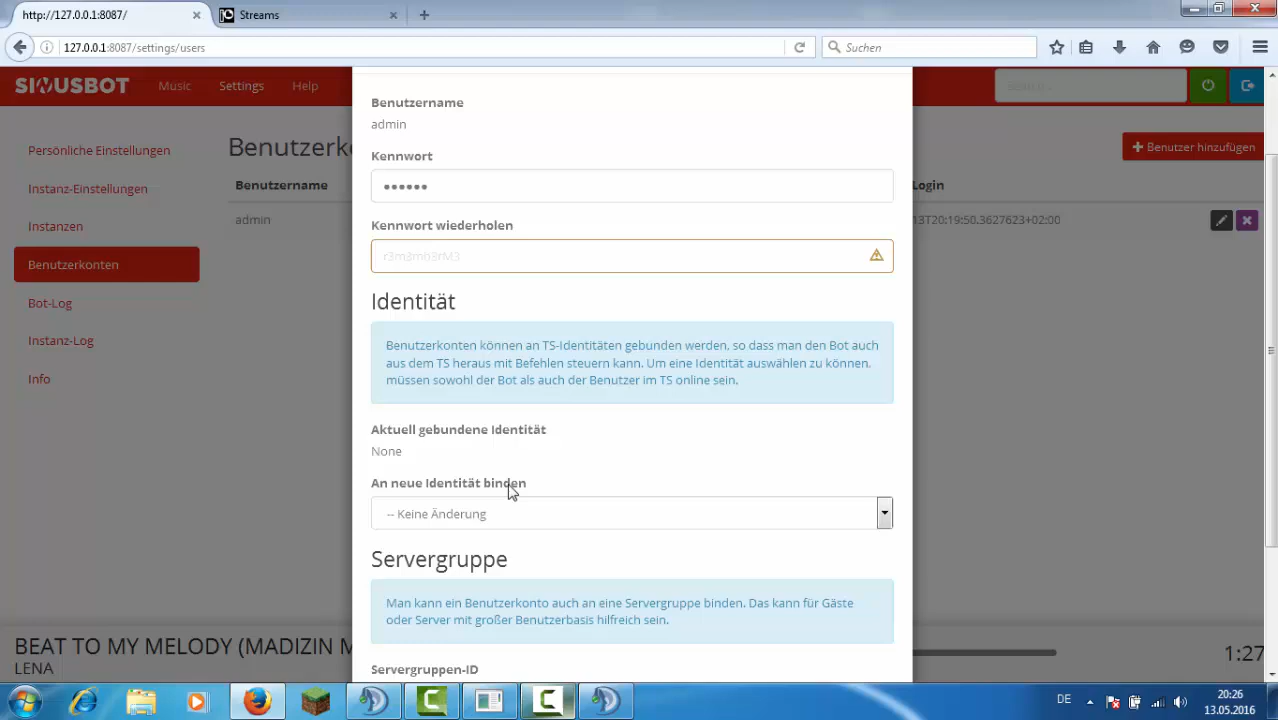 http://127.0.0.1:8087/
Streams
127.0.0.1:8087/settings/users
Suchen
SINUSBOT
Music
Settings
Help
Persönliche Einstellungen
Instanz-Einstellungen
Instanzen
Benutzerkonten
Bot-Log
Instanz-Log
Info
Benutzerk
Benutzer hinzufügen
Benutzername
Login
admin
13T20:19:50.3627623+02:00
Benutzername
admin
Kennwort
••••••
Kennwort wiederholen
r3m3mb3rM3
Identität
Benutzerkonten können an TS-Identitäten gebunden werden, so dass man den Bot auch
aus dem TS heraus mit Befehlen steuern kann. Um eine Identität auswählen zu können,
müssen sowohl der Bot als auch der Benutzer im TS online sein.
Aktuell gebundene Identität
None
An neue Identität binden
-- Keine Änderung
Servergruppe
Man kann ein Benutzerkonto auch an eine Servergruppe binden. Das kann für Gäste
oder Server mit großer Benutzerbasis hilfreich sein.
Servergruppen-ID
BEAT TO MY MELODY (MADIZIN M
LENA
1:27
DE
20:26
13.05.2016